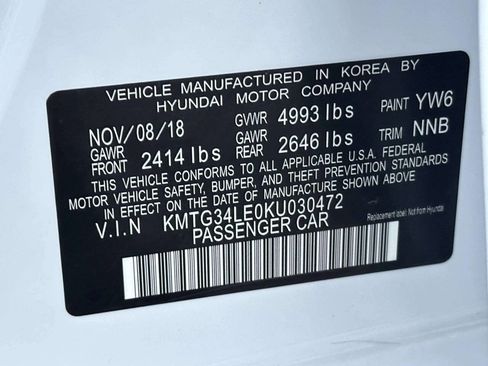 VEHICLE MANUFACTURED IN KOREA BY
HYUNDAI MOTOR COMPANY
NOV/08/18 GVWR 4993 lbs PAINT YW6
GAWR FRONT 2414 lbs GAWR REAR 2646 lbs TRIM NNB
THIS VEHICLE CONFORMS TO ALL APPLICABLE U.S.A. FEDERAL
MOTOR VEHICLE SAFETY, BUMPER, AND THEFT PREVENTION STANDARDS
IN EFFECT ON THE DATE OF MANUFACTURE SHOWN ABOVE.
V.I.N KMTG34LE0KU030472
PASSENGER CAR
Replacement label: Not from Hyundai